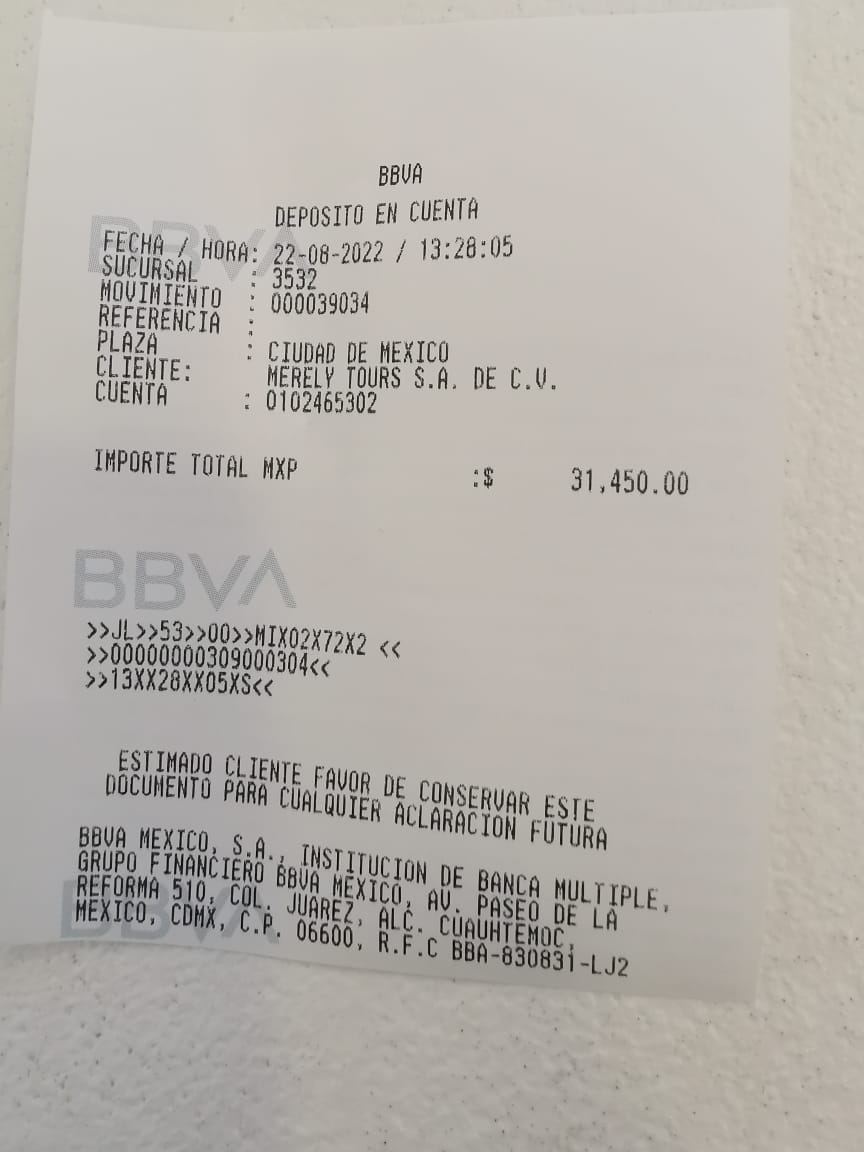 BBVA
DEPOSITO EN CUENTA
FECHA / HORA: 22-08-2022 / 13:28:05
SUCURSAL : 3532
MOVIMIENTO : 000039034
REFERENCIA :
PLAZA : CIUDAD DE MEXICO
CLIENTE: MERELY TOURS S.A. DE C.V.
CUENTA : 0102465302
IMPORTE TOTAL MXP :$ 31,450.00
BBVA
>>JL>>53>>00>>MIX02X72X2 <<
>>00000000309000304<<
>>13XX28XX05XS<<
ESTIMADO CLIENTE FAVOR DE CONSERVAR ESTE
DOCUMENTO PARA CUALQUIER ACLARACION FUTURA
BBVA MEXICO, S.A., INSTITUCION DE BANCA MULTIPLE,
GRUPO FINANCIERO BBVA MEXICO, AV. PASEO DE LA
REFORMA 510, COL. JUAREZ, ALC. CUAUHTEMOC,
MEXICO, CDMX, C.P. 06600, R.F.C BBA-830831-LJ2